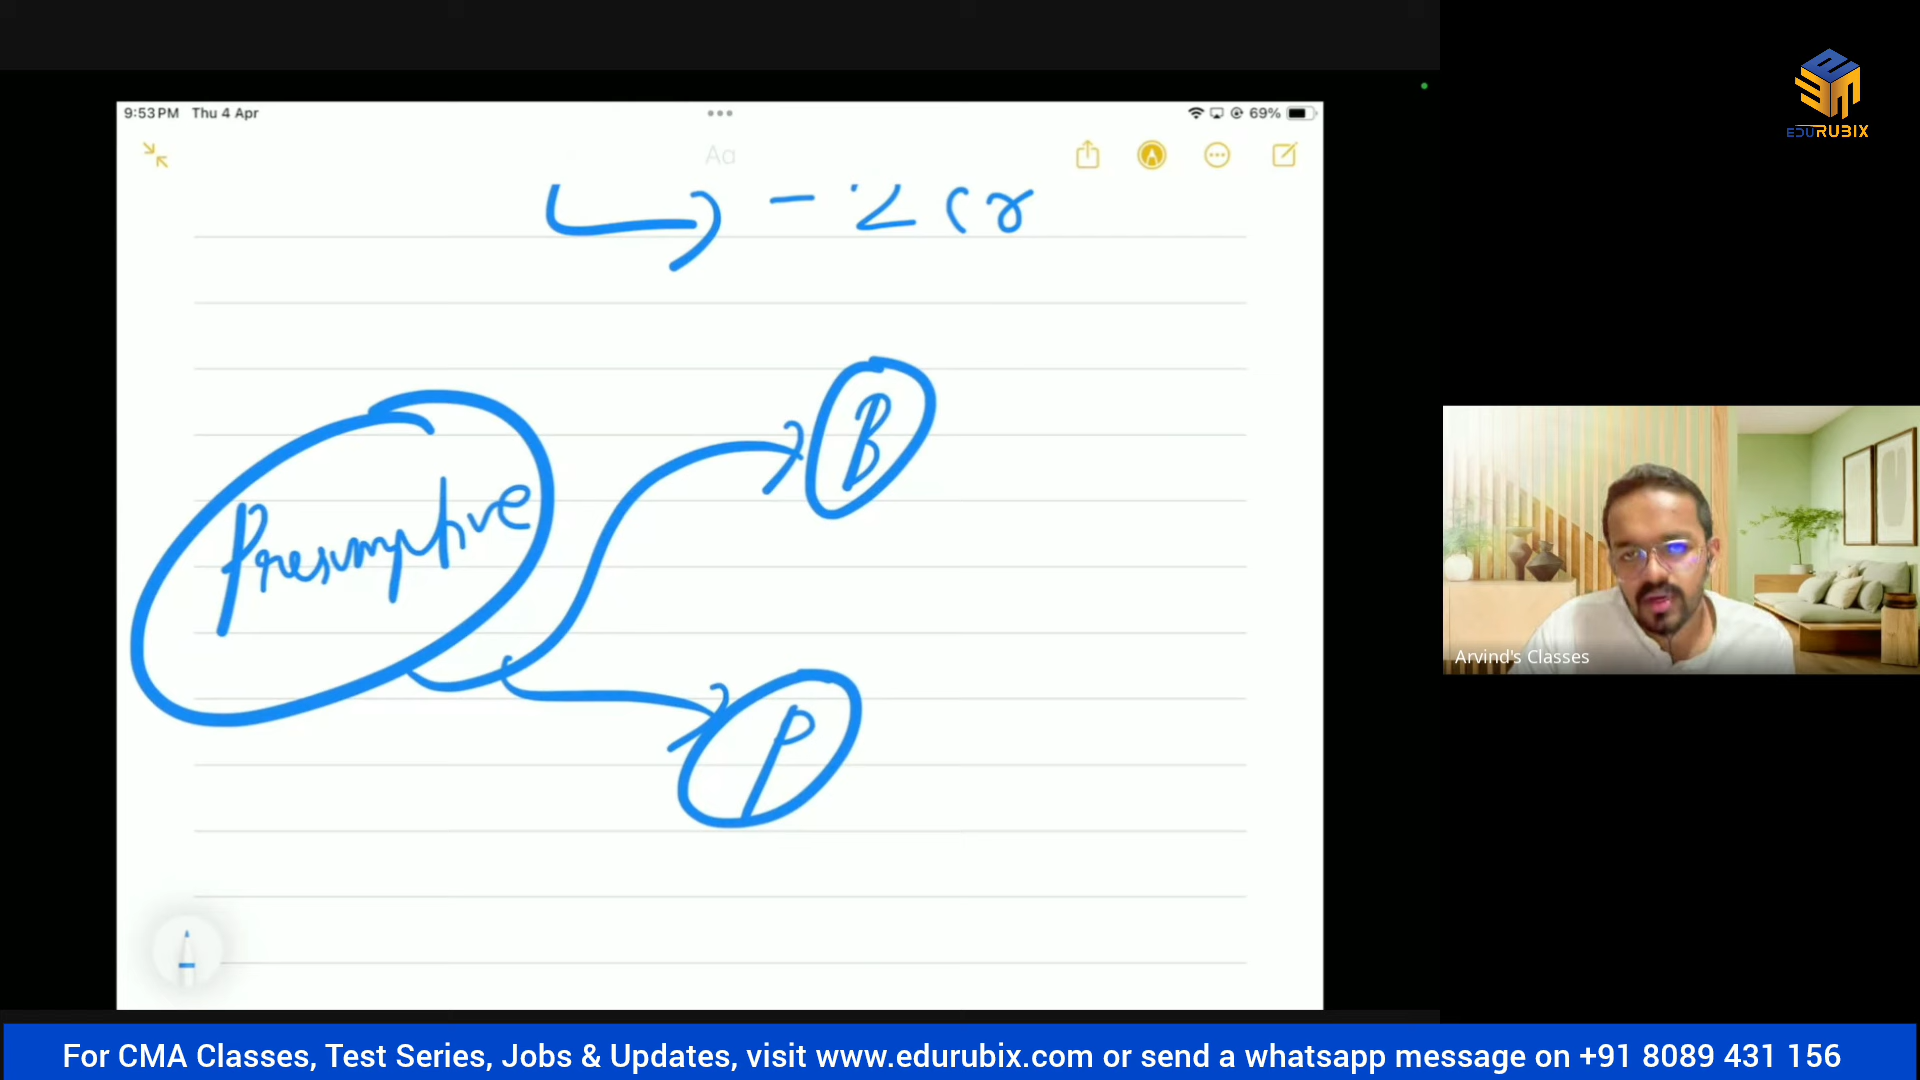 EDURUBIX
9:53 PM Thu 4 Apr
69%
Aa
- 2 Cr
B
Presumptive
P
Arvind's Classes
For CMA Classes, Test Series, Jobs & Updates, visit www.edurubix.com or send a whatsapp message on +91 8089 431 156